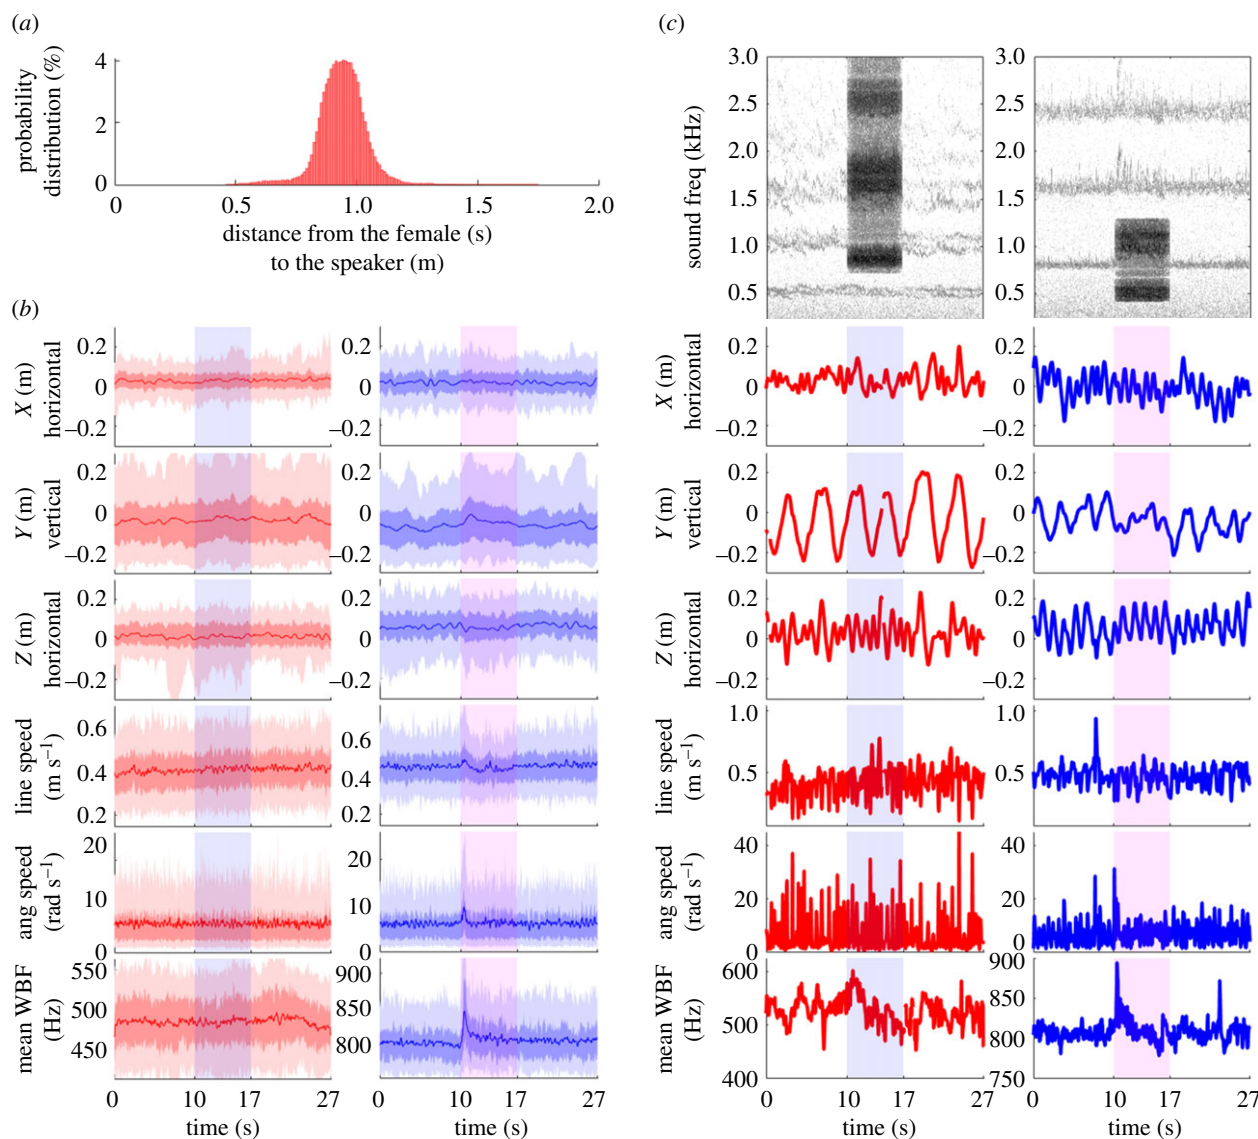 (a)
probability
distribution (%)
4
2
0
0
0.5
1.0
1.5
2.0
distance from the female (s)
to the speaker (m)
(b)
X (m)
horizontal
0.2
0
–0.2
0.2
0
–0.2
Y (m)
vertical
0.2
0
–0.2
0.2
0
–0.2
Z (m)
horizontal
0.2
0
–0.2
0.2
0
–0.2
line speed
(m s⁻¹)
0.6
0.4
0.2
0.6
0.4
0.2
ang speed
(rad s⁻¹)
20
10
0
20
10
0
mean WBF
(Hz)
550
500
450
900
850
800
0 10 17 27
0 10 17 27
time (s)
time (s)
(c)
sound freq (kHz)
3.0
2.5
2.0
1.5
1.0
0.5
3.0
2.5
2.0
1.5
1.0
0.5
X (m)
horizontal
0.2
0
–0.2
0.2
0
–0.2
Y (m)
vertical
0.2
0
–0.2
0.2
0
–0.2
Z (m)
horizontal
0.2
0
–0.2
0.2
0
–0.2
line speed
(m s⁻¹)
1.0
0.5
0
1.0
0.5
0
ang speed
(rad s⁻¹)
40
20
0
40
20
0
mean WBF
(Hz)
600
500
400
900
850
800
750
0 10 17 27
0 10 17 27
time (s)
time (s)